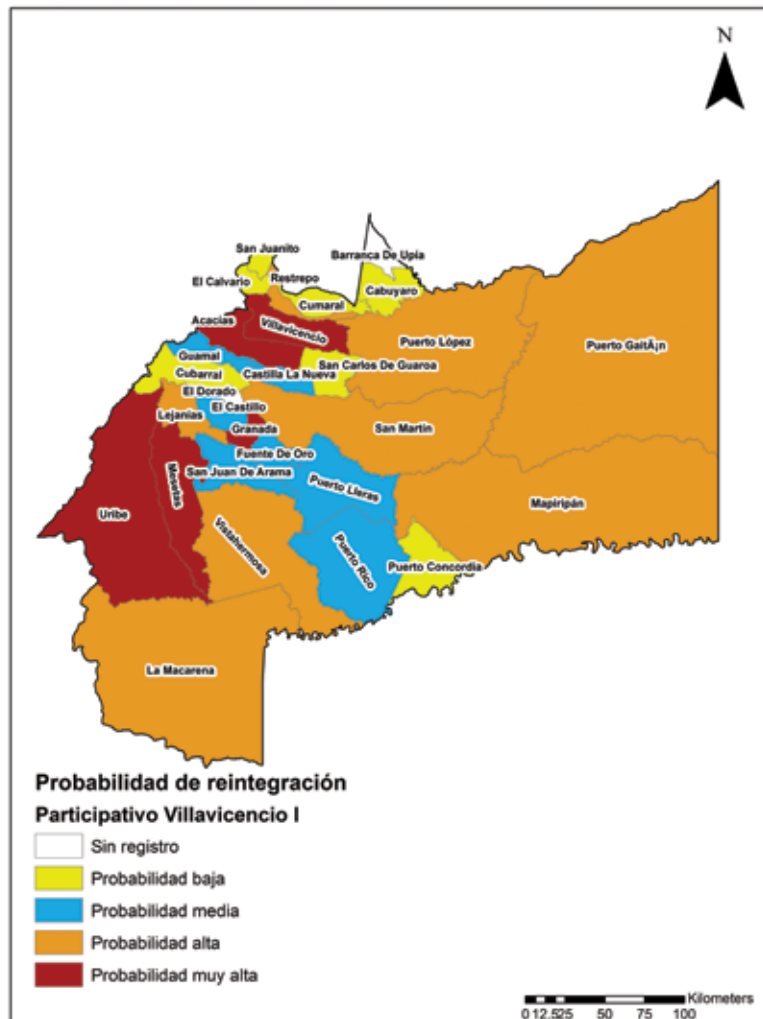 N
San Juanito
Barranca De Upia
El Calvario
Restrepo
Cabuyaro
Cumaral
Acacias
Villavicencio
Puerto López
Puerto GaitÃ¡n
Guamal
San Carlos De Guaroa
Cubarral
Castilla La Nueva
El Dorado
El Castillo
Lejanías
Granada
San Martín
Fuente De Oro
Mesetas
San Juan De Arama
Puerto Lleras
Mapiripán
Uribe
Vistahermosa
Puerto Rico
Puerto Concordia
La Macarena
Probabilidad de reintegración
Participativo Villavicencio I
Sin registro
Probabilidad baja
Probabilidad media
Probabilidad alta
Probabilidad muy alta
Kilometers
0 12,525 50 75 100